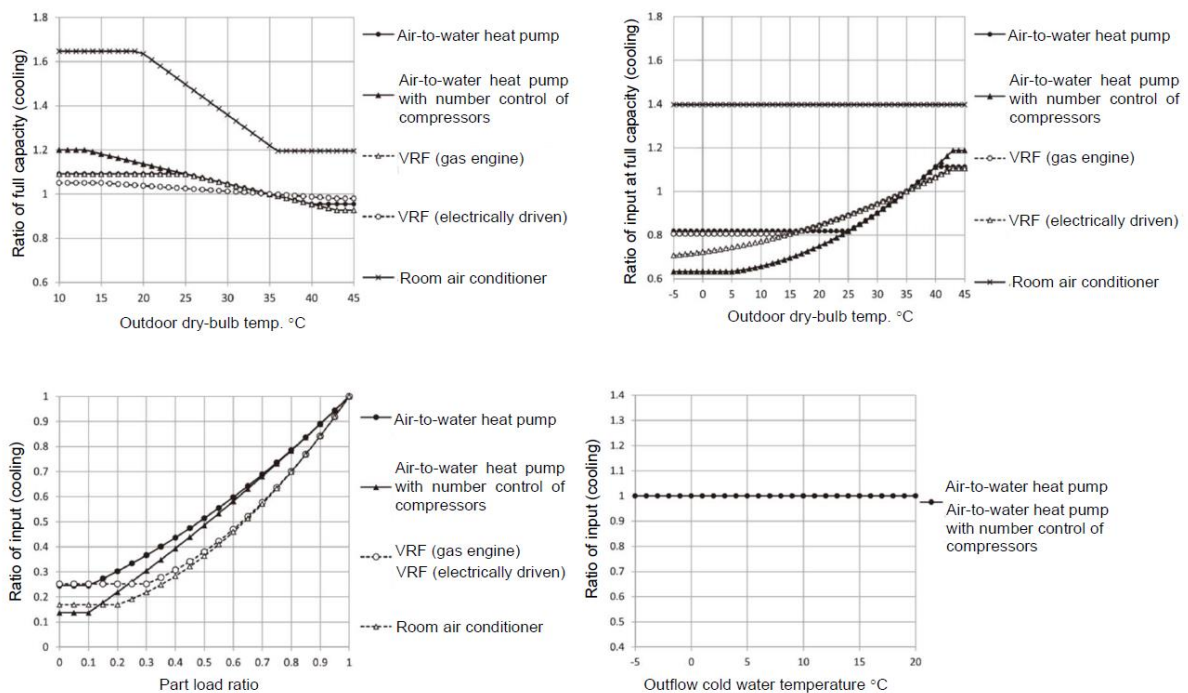 Ratio of full capacity (cooling)
1.8
1.6
1.4
1.2
1
0.8
0.6
10 15 20 25 30 35 40 45
Outdoor dry-bulb temp. °C
Air-to-water heat pump
Air-to-water heat pump
with number control of
compressors
VRF (gas engine)
VRF (electrically driven)
Room air conditioner
Ratio of input at full capacity (cooling)
1.8
1.6
1.4
1.2
1
0.8
0.6
-5 0 5 10 15 20 25 30 35 40 45
Outdoor dry-bulb temp. °C
Air-to-water heat pump
Air-to-water heat pump
with number control of
compressors
VRF (gas engine)
VRF (electrically driven)
Room air conditioner
Ratio of input (cooling)
1
0.9
0.8
0.7
0.6
0.5
0.4
0.3
0.2
0.1
0
0 0.1 0.2 0.3 0.4 0.5 0.6 0.7 0.8 0.9 1
Part load ratio
Air-to-water heat pump
Air-to-water heat pump
with number control of
compressors
VRF (gas engine)
VRF (electrically driven)
Room air conditioner
Ratio of input (cooling)
1.4
1.3
1.2
1.1
1
0.9
0.8
0.7
0.6
0.5
0.4
-5 0 5 10 15 20
Outflow cold water temperature °C
Air-to-water heat pump
Air-to-water heat pump
with number control of
compressors